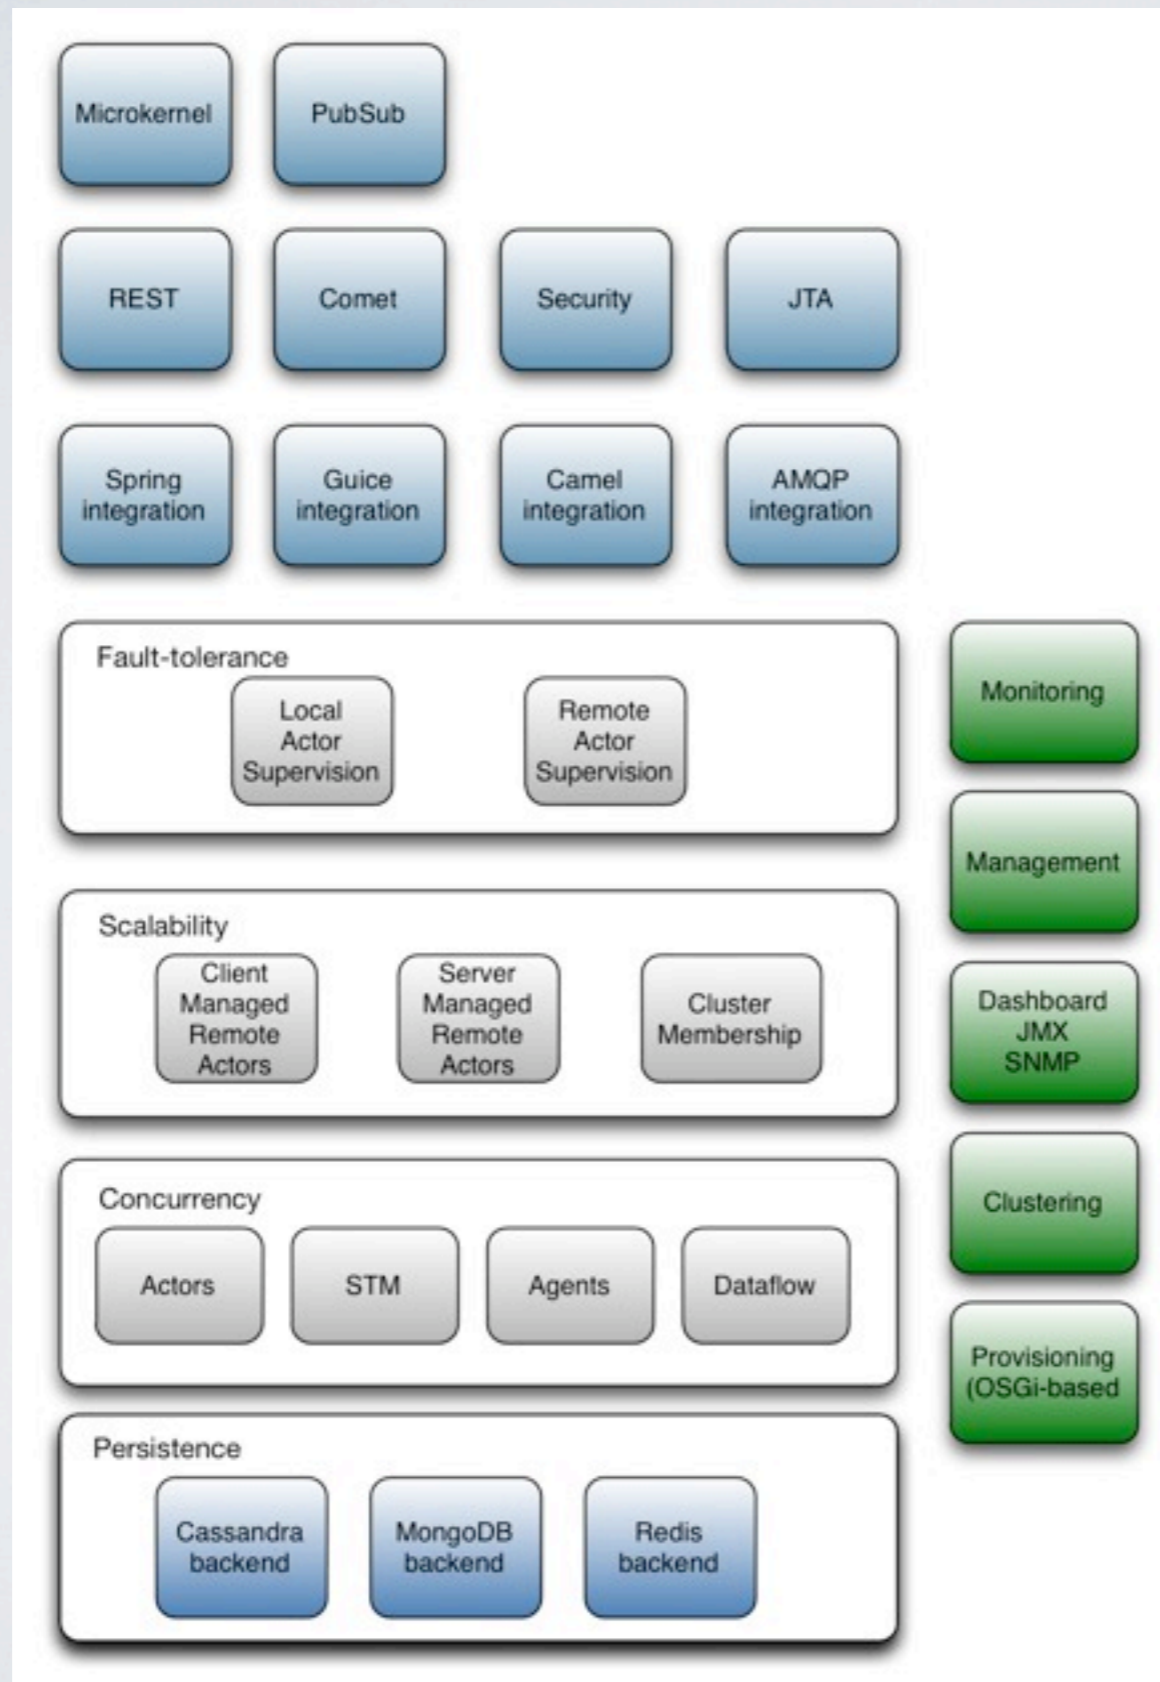 Microkernel
PubSub
REST
Comet
Security
JTA
Spring
integration
Guice
integration
Camel
integration
AMQP
integration
Fault-tolerance
Local
Actor
Supervision
Remote
Actor
Supervision
Scalability
Client
Managed
Remote
Actors
Server
Managed
Remote
Actors
Cluster
Membership
Concurrency
Actors
STM
Agents
Dataflow
Persistence
Cassandra
backend
MongoDB
backend
Redis
backend
Monitoring
Management
Dashboard
JMX
SNMP
Clustering
Provisioning
(OSGi-based